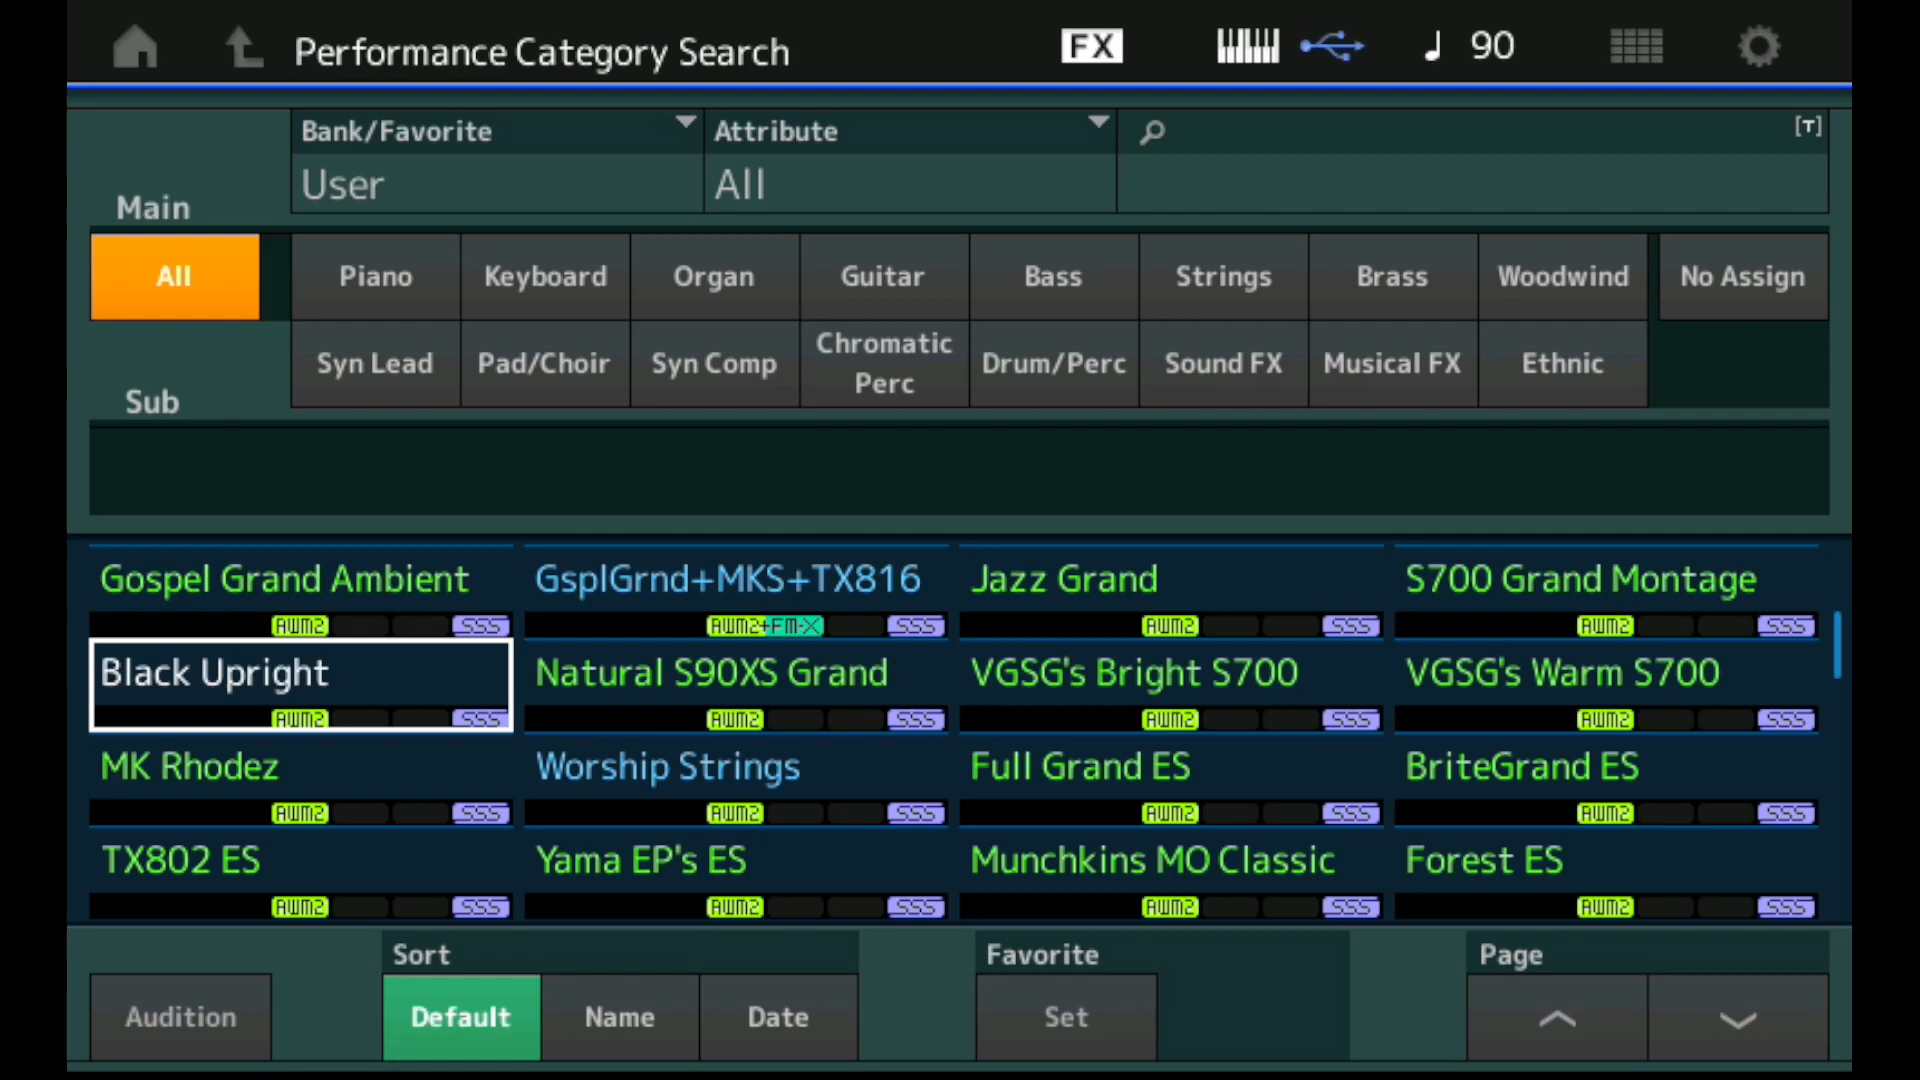 Performance Category Search
FX
90
Bank/Favorite
Attribute
[T]
User
All
Main
All
Piano
Keyboard
Organ
Guitar
Bass
Strings
Brass
Woodwind
No Assign
Syn Lead
Pad/Choir
Syn Comp
Chromatic
Perc
Drum/Perc
Sound FX
Musical FX
Ethnic
Sub
Gospel Grand Ambient
GsplGrnd+MKS+TX816
Jazz Grand
S700 Grand Montage
AWM2 SSS
AWM2+FM-X SSS
AWM2 SSS
AWM2 SSS
Black Upright
Natural S90XS Grand
VGSG's Bright S700
VGSG's Warm S700
AWM2 SSS
AWM2 SSS
AWM2 SSS
AWM2 SSS
MK Rhodez
Worship Strings
Full Grand ES
BriteGrand ES
AWM2 SSS
AWM2 SSS
AWM2 SSS
AWM2 SSS
TX802 ES
Yama EP's ES
Munchkins MO Classic
Forest ES
AWM2 SSS
AWM2 SSS
AWM2 SSS
AWM2 SSS
Sort
Favorite
Page
Audition
Default
Name
Date
Set